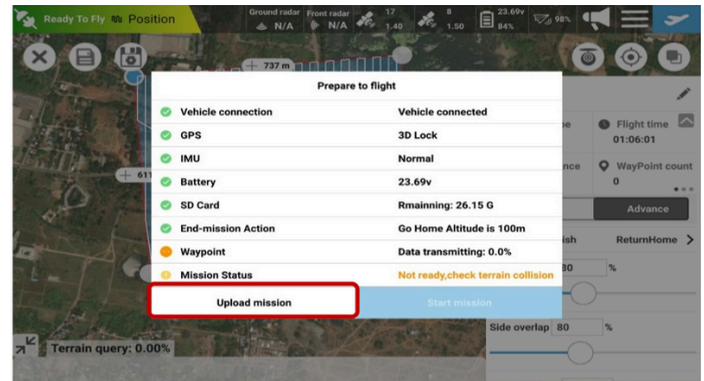 Ready To Fly Position
Ground radar N/A
Front radar N/A
17 1.40
8 1.50
23.69v 84%
98%
737 m
Prepare to flight
Vehicle connection Vehicle connected
GPS 3D Lock
IMU Normal
Battery 23.69v
SD Card Rmainning: 26.15 G
End-mission Action Go Home Altitude is 100m
Waypoint Data transmitting: 0.0%
Mission Status Not ready,check terrain collision
Upload mission Start mission
611
Flight time
01:06:01
nce WayPoint count
0
Advance
ish ReturnHome
80 %
Side overlap 80 %
Terrain query: 0.00%